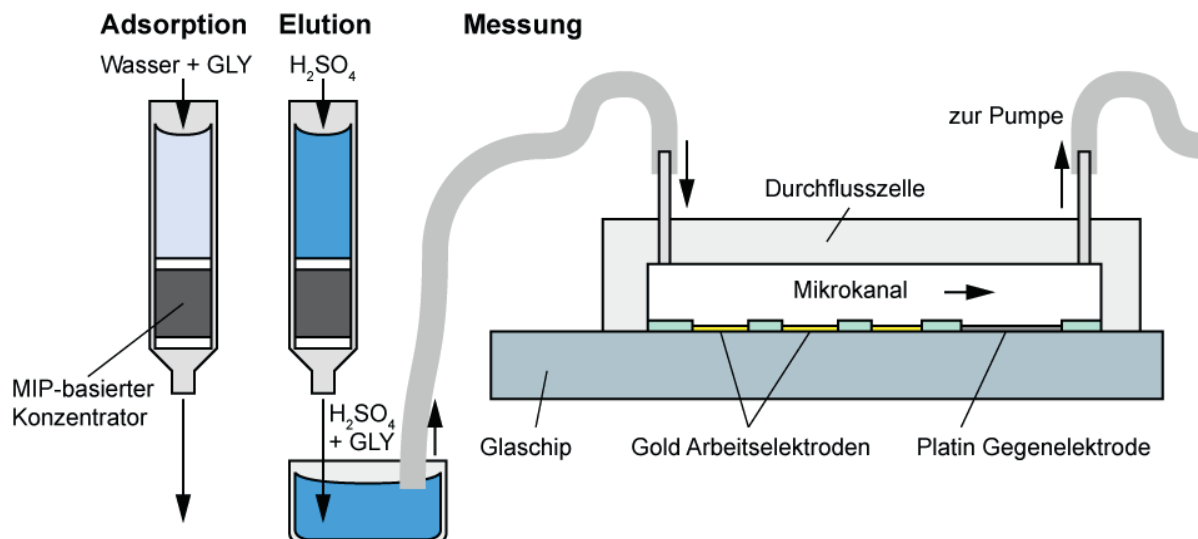 Adsorption
Elution
Messung
Wasser + GLY
H₂SO₄
zur Pumpe
Durchflusszelle
Mikrokanal
MIP-basierter
Konzentrator
H₂SO₄
+ GLY
Glaschip
Gold Arbeitselektroden
Platin Gegenelektrode